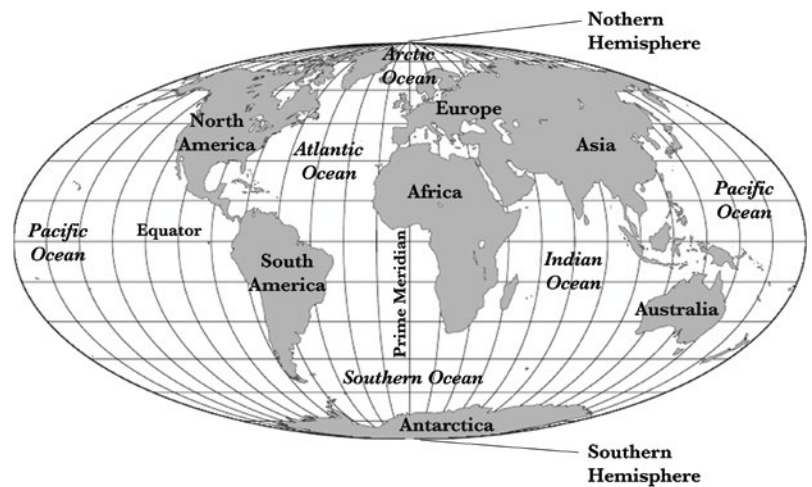 Nothern
Hemisphere
Arctic
Ocean
North
America
Europe
Atlantic
Ocean
Asia
Africa
Pacific
Ocean
Pacific
Ocean
Equator
South
America
Prime Meridian
Indian
Ocean
Australia
Southern Ocean
Antarctica
Southern
Hemisphere